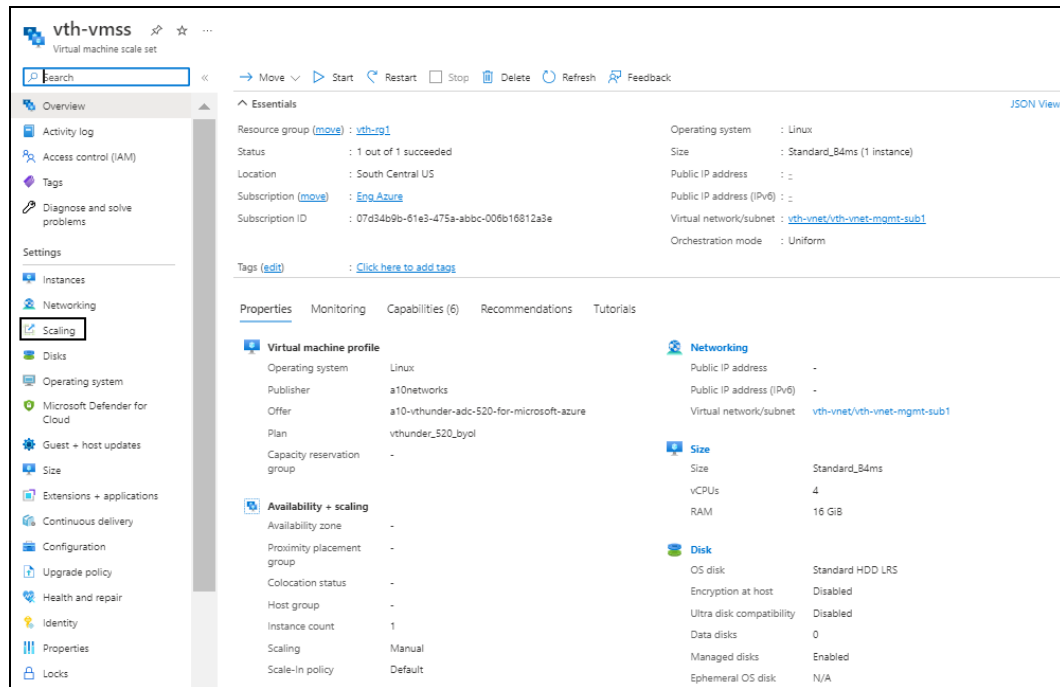 vth-vmss
Virtual machine scale set
Search
Overview
Activity log
Access control (IAM)
Tags
Diagnose and solve
problems
Settings
Instances
Networking
Scaling
Disks
Operating system
Microsoft Defender for
Cloud
Guest + host updates
Size
Extensions + applications
Continuous delivery
Configuration
Upgrade policy
Health and repair
Identity
Properties
Locks
Move Start Restart Stop Delete Refresh Feedback
Essentials
JSON View
Resource group (move) : vth-rg1
Status : 1 out of 1 succeeded
Location : South Central US
Subscription (move) : Eng Azure
Subscription ID : 07d34b9b-61e3-475a-abbc-006b16812a3e
Operating system : Linux
Size : Standard_B4ms (1 instance)
Public IP address : -
Public IP address (IPv6) : -
Virtual network/subnet : vth-vnet/vth-vnet-mgmt-sub1
Orchestration mode : Uniform
Tags (edit) : Click here to add tags
Properties Monitoring Capabilities (6) Recommendations Tutorials
Virtual machine profile
Operating system Linux
Publisher a10networks
Offer a10-vthunder-adc-520-for-microsoft-azure
Plan vthunder_520_byol
Capacity reservation -
group
Availability + scaling
Availability zone -
Proximity placement -
group
Colocation status -
Host group -
Instance count 1
Scaling Manual
Scale-In policy Default
Networking
Public IP address -
Public IP address (IPv6) -
Virtual network/subnet vth-vnet/vth-vnet-mgmt-sub1
Size
Size Standard_B4ms
vCPUs 4
RAM 16 GiB
Disk
OS disk Standard HDD LRS
Encryption at host Disabled
Ultra disk compatibility Disabled
Data disks 0
Managed disks Enabled
Ephemeral OS disk N/A